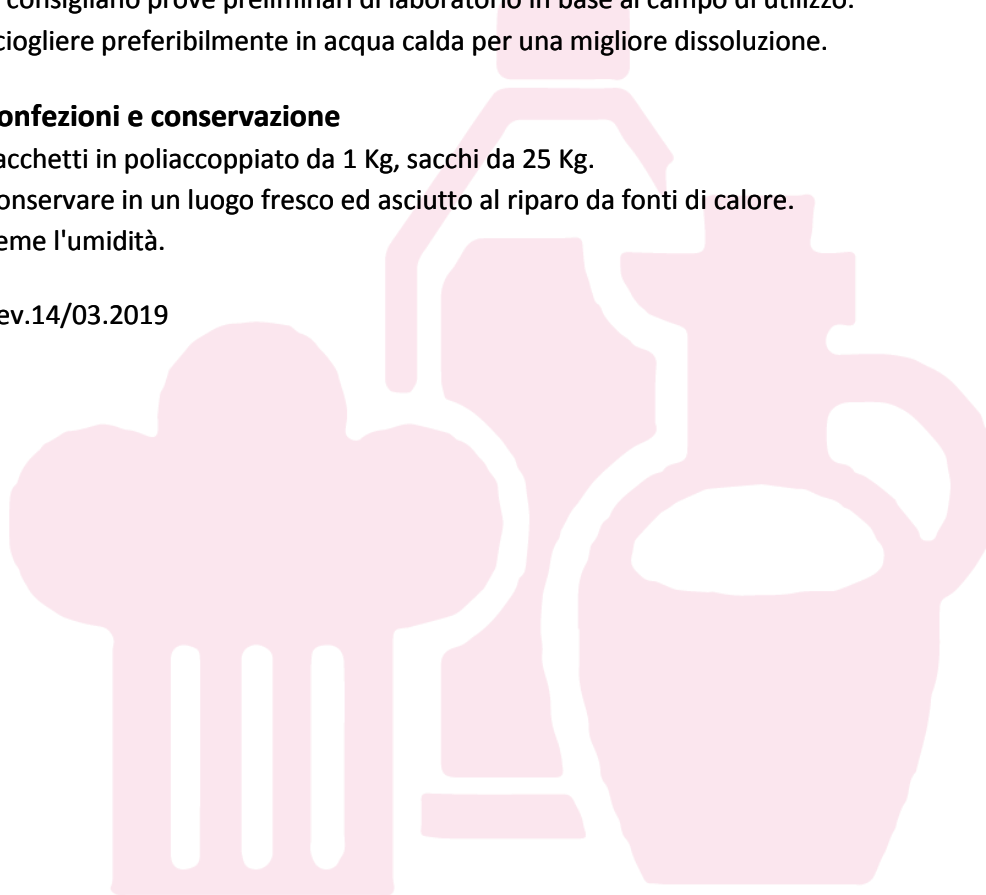 consigliano prove preliminari di laboratorio in base al campo di utilizzo.
ciogliere preferibilmente in acqua calda per una migliore dissoluzione.
onfezioni e conservazione
acchetti in poliaccoppiato da 1 Kg, sacchi da 25 Kg.
onservare in un luogo fresco ed asciutto al riparo da fonti di calore.
eme l'umidità.
ev.14/03.2019